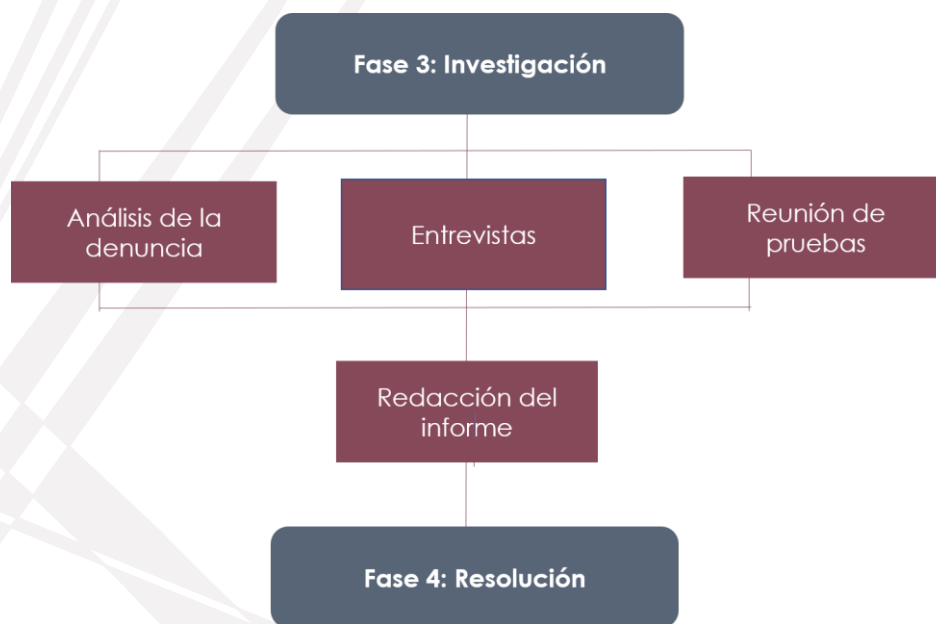 Fase 3: Investigación
Análisis de la
denuncia
Entrevistas
Reunión de
pruebas
Redacción del
informe
Fase 4: Resolución